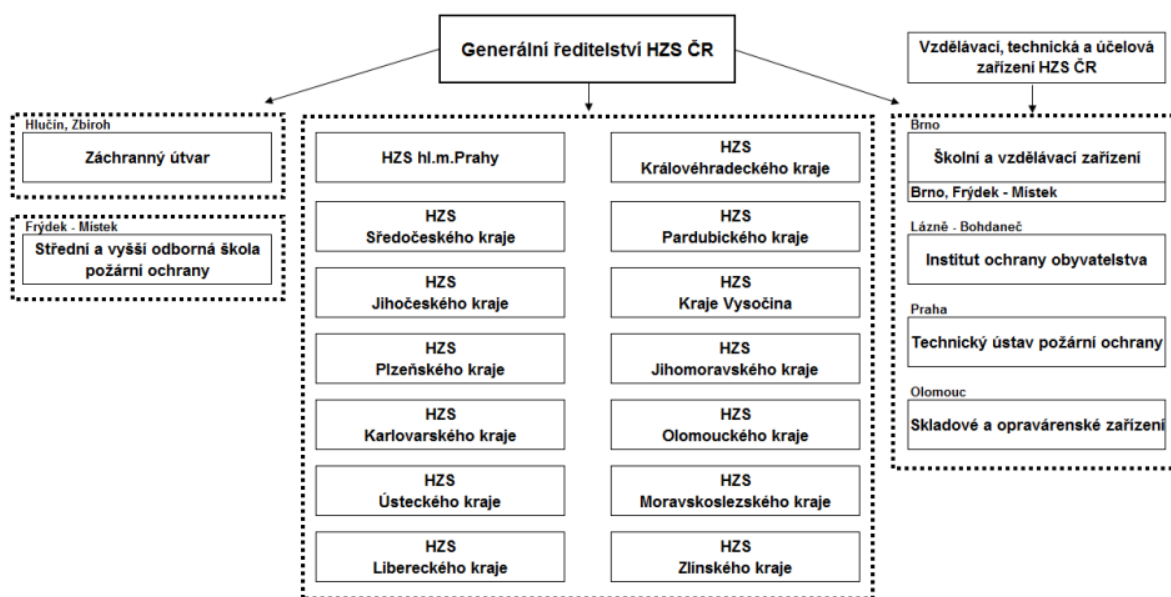 Generální ředitelství HZS ČR
Vzdělávací, technická a účelová
zařízení HZS ČR
Hlučín, Zbiroh
Záchranný útvar
Frýdek - Místek
Střední a vyšší odborná škola
požární ochrany
HZS hl.m.Prahy
HZS
Královéhradeckého kraje
HZS
Sředočeského kraje
HZS
Pardubického kraje
HZS
Jihočeského kraje
HZS
Kraje Vysočina
HZS
Plzeňského kraje
HZS
Jihomoravského kraje
HZS
Karlovarského kraje
HZS
Olomouckého kraje
HZS
Ústeckého kraje
HZS
Moravskoslezského kraje
HZS
Libereckého kraje
HZS
Zlínského kraje
Brno
Školní a vzdělávací zařízení
Brno, Frýdek - Místek
Lázně - Bohdaneč
Institut ochrany obyvatelstva
Praha
Technický ústav požární ochrany
Olomouc
Skladové a opravárenské zařízení